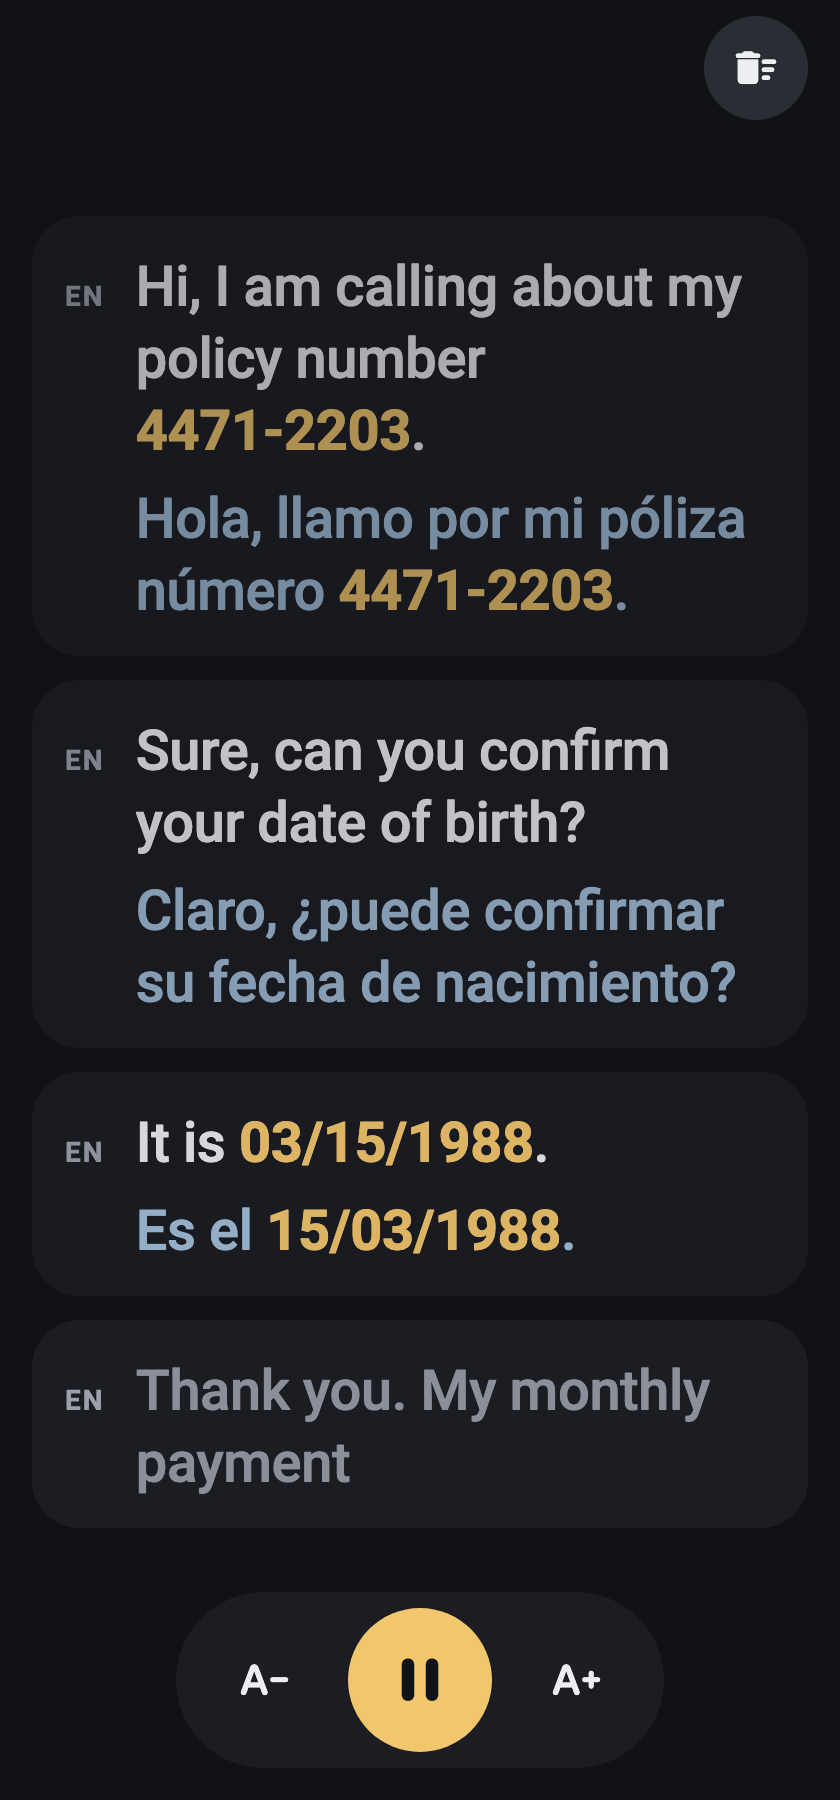 EN
Hi, I am calling about my
policy number
4471-2203.
Hola, llamo por mi póliza
número 4471-2203.
EN
Sure, can you confirm
your date of birth?
Claro, ¿puede confirmar
su fecha de nacimiento?
EN
It is 03/15/1988.
Es el 15/03/1988.
EN
Thank you. My monthly
payment
A−
A+